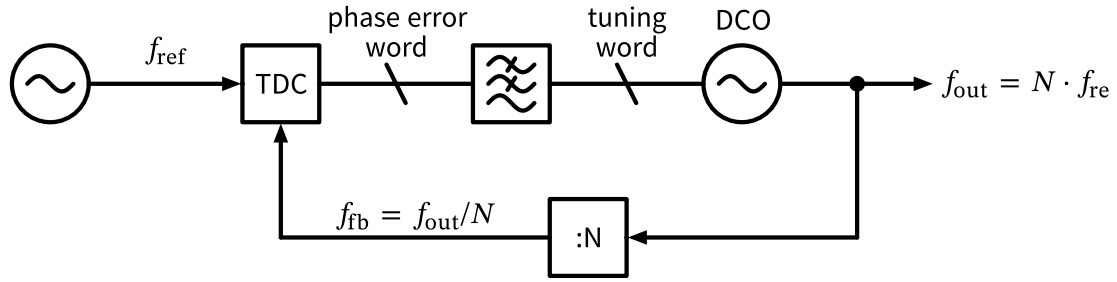 phase error
word
tuning
word
DCO
f_ref
TDC
f_out = N · f_re
f_fb = f_out/N
:N